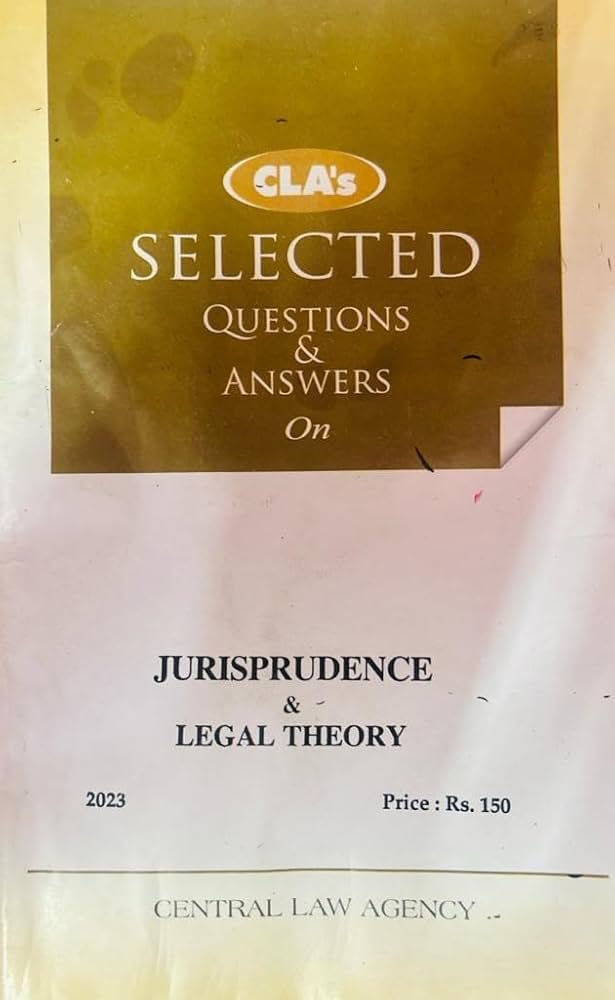 CLA's
SELECTED
QUESTIONS
&
ANSWERS
On
JURISPRUDENCE
&
LEGAL THEORY
2023 Price : Rs. 150
CENTRAL LAW AGENCY